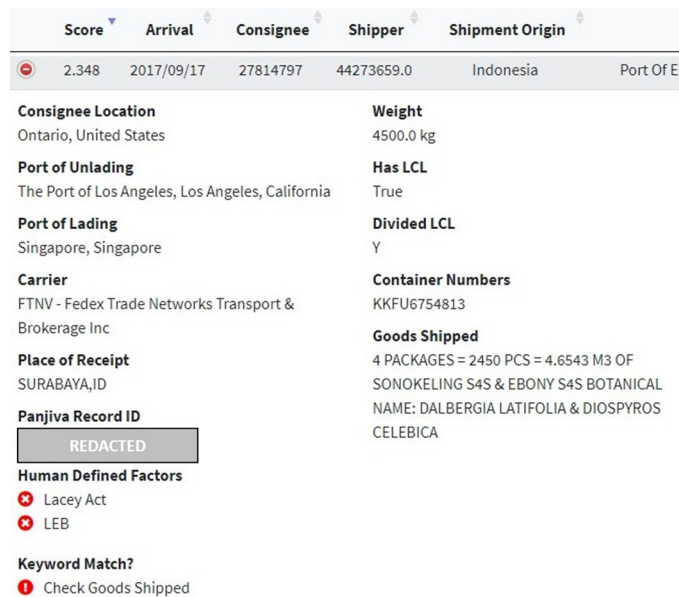 Score Arrival Consignee Shipper Shipment Origin
2.348 2017/09/17 27814797 44273659.0 Indonesia Port Of E
Consignee Location
Ontario, United States
Port of Unlading
The Port of Los Angeles, Los Angeles, California
Port of Lading
Singapore, Singapore
Carrier
FTNV - Fedex Trade Networks Transport &
Brokerage Inc
Place of Receipt
SURABAYA,ID
Panjiva Record ID
REDACTED
Human Defined Factors
Lacey Act
LEB
Keyword Match?
Check Goods Shipped
Weight
4500.0 kg
Has LCL
True
Divided LCL
Y
Container Numbers
KKFU6754813
Goods Shipped
4 PACKAGES = 2450 PCS = 4.6543 M3 OF
SONOKELING S4S & EBONY S4S BOTANICAL
NAME: DALBERGIA LATIFOLIA & DIOSPYROS
CELEBICA